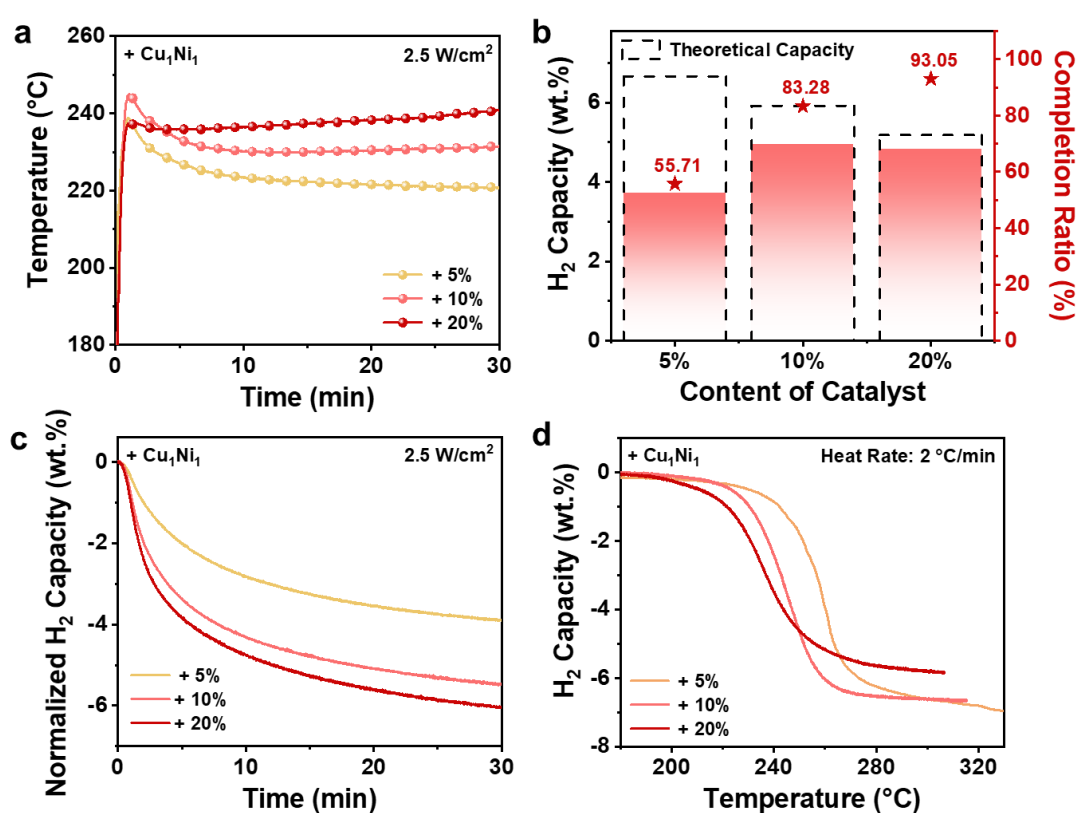 a
+ Cu₁Ni₁
2.5 W/cm²
Temperature (°C)
260
240
220
200
180
+ 5%
+ 10%
+ 20%
0
10
20
30
Time (min)
b
Theoretical Capacity
H₂ Capacity (wt.%)
6
4
2
0
55.71
83.28
93.05
100
80
60
40
20
0
Completion Ratio (%)
5%
10%
20%
Content of Catalyst
c
+ Cu₁Ni₁
2.5 W/cm²
Normalized H₂ Capacity (wt.%)
0
-2
-4
-6
+ 5%
+ 10%
+ 20%
0
10
20
30
Time (min)
d
+ Cu₁Ni₁
Heat Rate: 2 °C/min
H₂ Capacity (wt.%)
0
-2
-4
-6
-8
+ 5%
+ 10%
+ 20%
200
240
280
320
Temperature (°C)